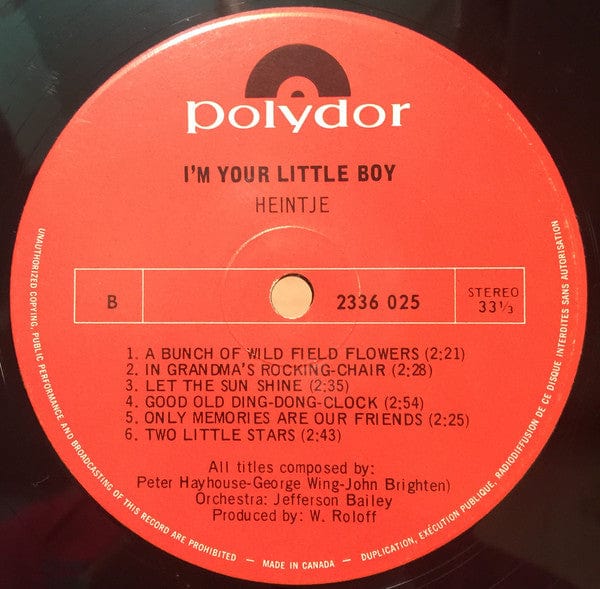 polydor
I'M YOUR LITTLE BOY
HEINTJE
B
2336 025
STEREO
33 1/3
1. A BUNCH OF WILD FIELD FLOWERS (2:21)
2. IN GRANDMA'S ROCKING-CHAIR (2:28)
3. LET THE SUN SHINE (2:35)
4. GOOD OLD DING-DONG-CLOCK (2:54)
5. ONLY MEMORIES ARE OUR FRIENDS (2:25)
6. TWO LITTLE STARS (2:43)
All titles composed by:
Peter Hayhouse-George Wing-John Brighten)
Orchestra: Jefferson Bailey
Produced by: W. Roloff
UNAUTHORIZED COPYING, PUBLIC PERFORMANCE AND BROADCASTING OF THIS RECORD ARE PROHIBITED – MADE IN CANADA – DUPLICATION, EXÉCUTION PUBLIQUE, RADIODIFFUSION DE CE DISQUE INTERDITES SANS AUTORISATION